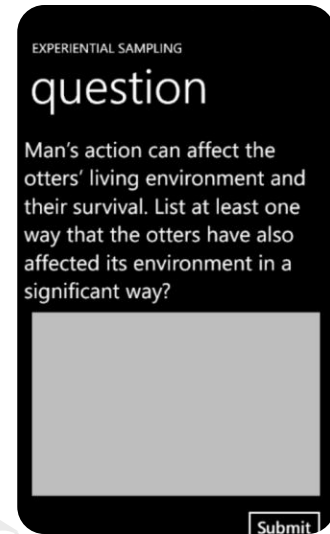 EXPERIENTIAL SAMPLING
question
Man's action can affect the
otters' living environment and
their survival. List at least one
way that the otters have also
affected its environment in a
significant way?
Submit